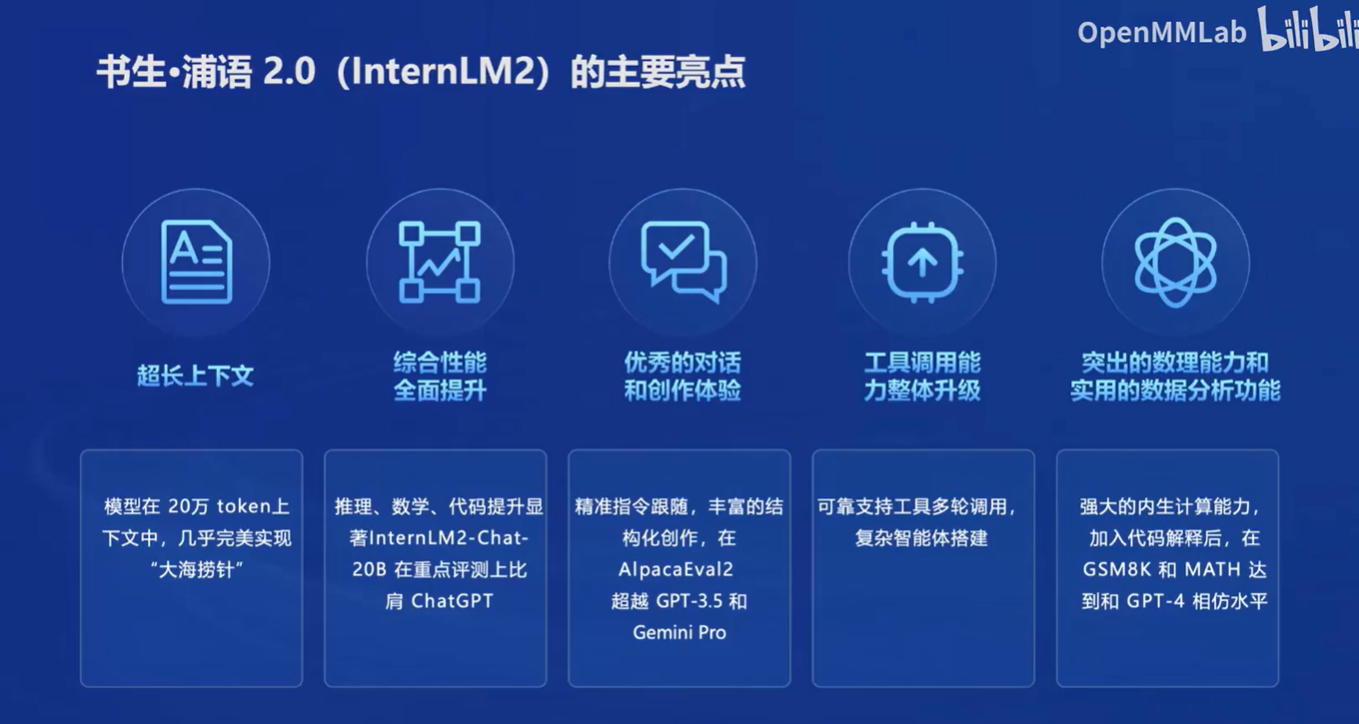 OpenMMLab bilibili
书生·浦语 2.0（InternLM2）的主要亮点
A
超长上下文
模型在 20万 token上
下文中，几乎完美实现
“大海捞针”
综合性能
全面提升
推理、数学、代码提升显
著InternLM2-Chat-
20B 在重点评测上比
肩 ChatGPT
优秀的对话
和创作体验
精准指令跟随，丰富的结
构化创作，在
AlpacaEval2
超越 GPT-3.5 和
Gemini Pro
工具调用能
力整体升级
可靠支持工具多轮调用，
复杂智能体搭建
突出的数理能力和
实用的数据分析功能
强大的内生计算能力，
加入代码解释后，在
GSM8K 和 MATH 达
到和 GPT-4 相仿水平